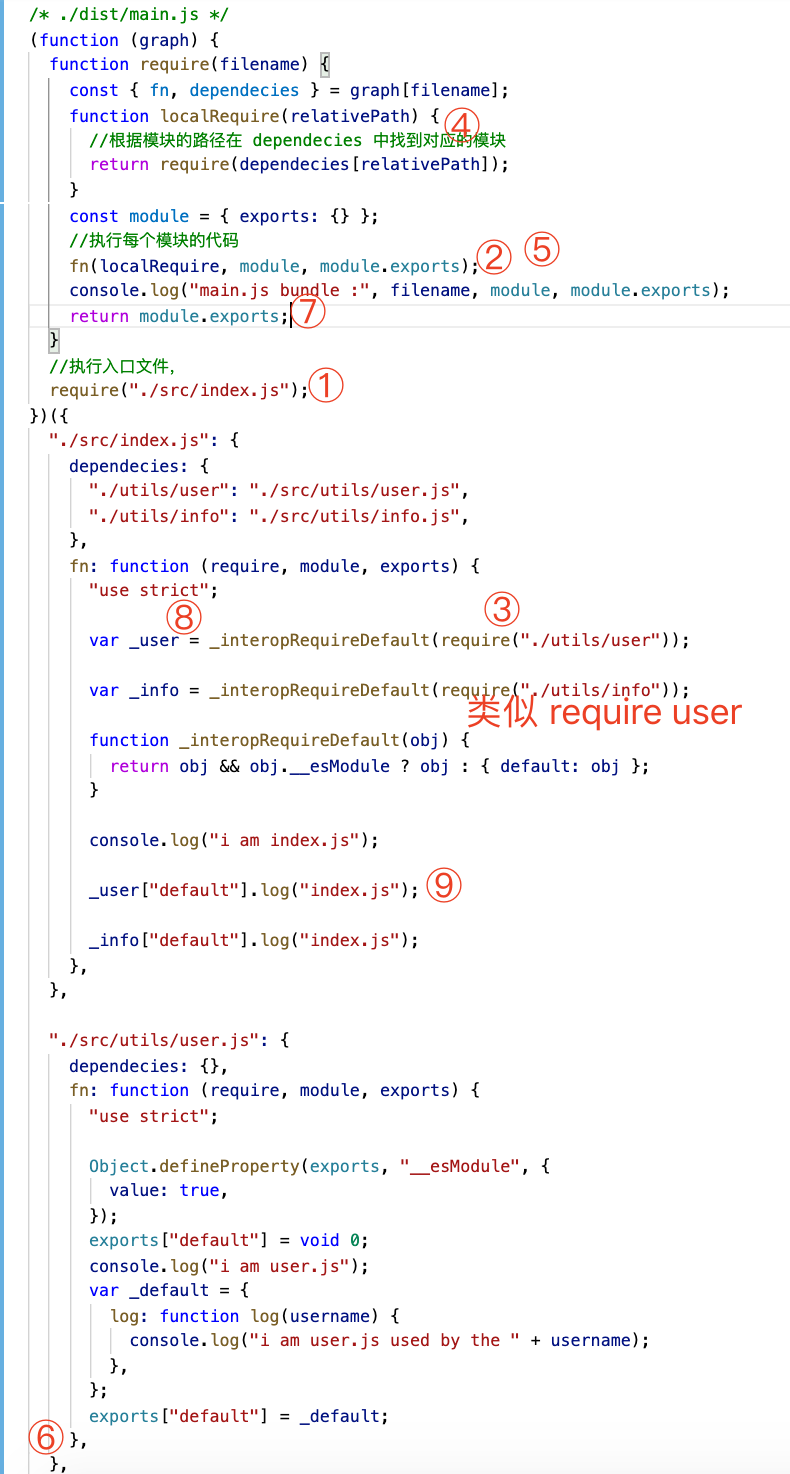 /* ./dist/main.js */
(function (graph) {
function require(filename) {
const { fn, dependecies } = graph[filename];
function localRequire(relativePath) { ④
//根据模块的路径在 dependecies 中找到对应的模块
return require(dependecies[relativePath]);
}
const module = { exports: {} };
//执行每个模块的代码
fn(localRequire, module, module.exports); ② ⑤
console.log("main.js bundle :", filename, module, module.exports);
return module.exports; ⑦
}
//执行入口文件,
require("./src/index.js"); ①
})({
"./src/index.js": {
dependecies: {
"./utils/user": "./src/utils/user.js",
"./utils/info": "./src/utils/info.js",
},
fn: function (require, module, exports) {
"use strict";
⑧ ③
var _user = _interopRequireDefault(require("./utils/user"));
var _info = _interopRequireDefault(require("./utils/info"));
类似 require user
function _interopRequireDefault(obj) {
return obj && obj.__esModule ? obj : { default: obj };
}
console.log("i am index.js");
_user["default"].log("index.js"); ⑨
_info["default"].log("index.js");
},
},
"./src/utils/user.js": {
dependecies: {},
fn: function (require, module, exports) {
"use strict";
Object.defineProperty(exports, "__esModule", {
value: true,
});
exports["default"] = void 0;
console.log("i am user.js");
var _default = {
log: function log(username) {
console.log("i am user.js used by the " + username);
},
};
exports["default"] = _default;
⑥ },
},